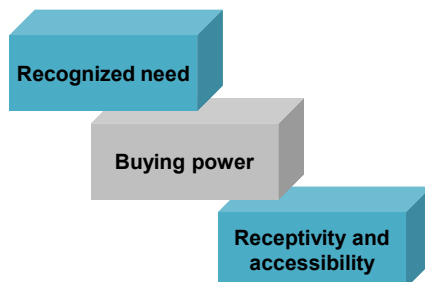 Recognized need
Buying power
Receptivity and
accessibility